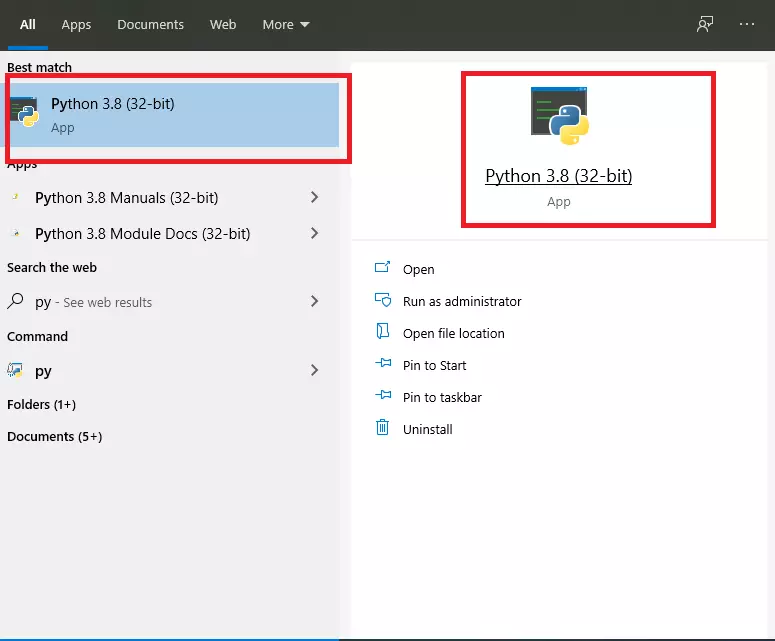 All Apps Documents Web More
Best match
Python 3.8 (32-bit)
App
Apps
Python 3.8 Manuals (32-bit)
Python 3.8 Module Docs (32-bit)
Search the web
py - See web results
Command
py
Folders (1+)
Documents (5+)
Python 3.8 (32-bit)
App
Open
Run as administrator
Open file location
Pin to Start
Pin to taskbar
Uninstall